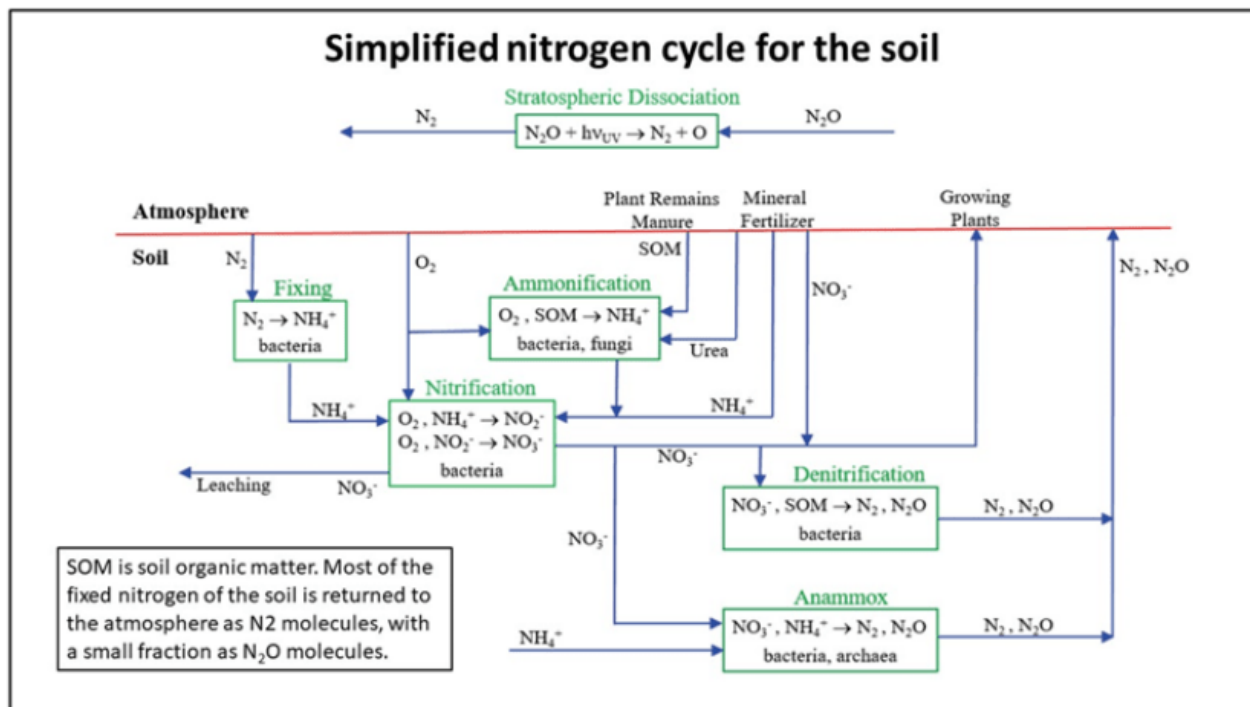 Simplified nitrogen cycle for the soil
Stratospheric Dissociation
N₂
N₂O + hνUV → N₂ + O
N₂O
Plant Remains
Manure
Mineral
Fertilizer
Growing
Plants
Atmosphere
Soil
N₂
O₂
SOM
NO₃⁻
N₂, N₂O
Fixing
N₂ → NH₄⁺
bacteria
Ammonification
O₂ , SOM → NH₄⁺
bacteria, fungi
Urea
NH₄⁺
Nitrification
O₂ , NH₄⁺ → NO₂⁻
O₂ , NO₂⁻ → NO₃⁻
bacteria
NH₄⁺
NO₃⁻
Leaching
NO₃⁻
Denitrification
NO₃⁻, SOM → N₂ , N₂O
bacteria
N₂ , N₂O
NO₃⁻
Anammox
NO₃⁻, NH₄⁺ → N₂ , N₂O
bacteria, archaea
N₂ , N₂O
NH₄⁺
SOM is soil organic matter. Most of the
fixed nitrogen of the soil is returned to
the atmosphere as N2 molecules, with
a small fraction as N₂O molecules.